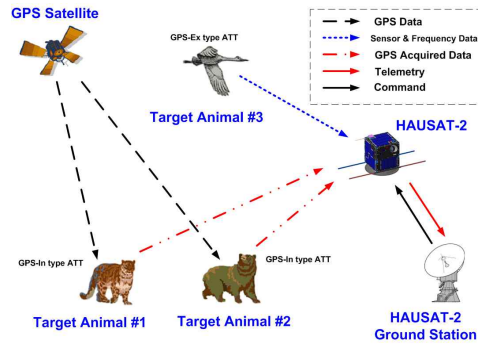 GPS Satellite
GPS Data
Sensor & Frequency Data
GPS Acquired Data
Telemetry
Command
GPS-Ex type ATT
Target Animal #3
HAUSAT-2
GPS-In type ATT
GPS-In type ATT
Target Animal #1
Target Animal #2
HAUSAT-2
Ground Station